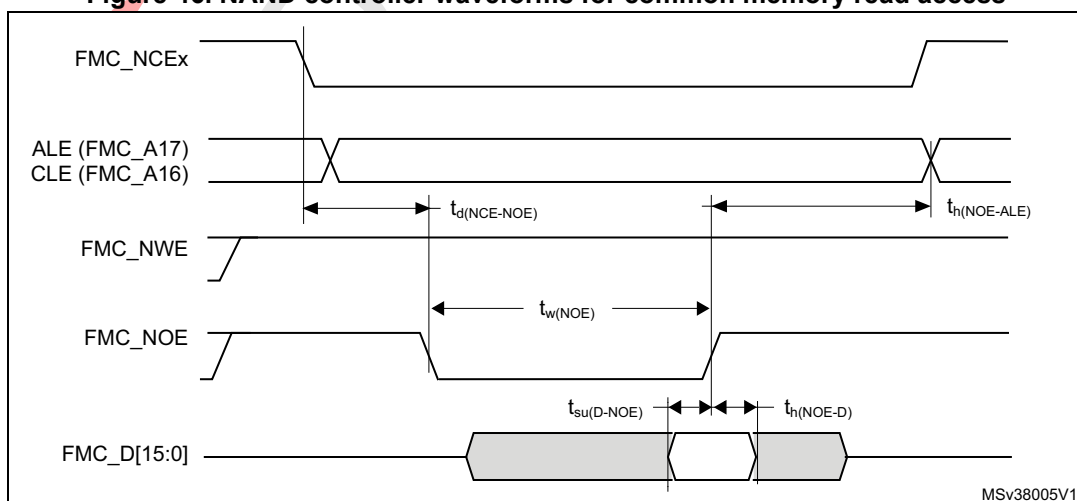 Figure 46. NAND controller waveforms for common memory read access
FMC_NCEx
ALE (FMC_A17)
CLE (FMC_A16)
td(NCE-NOE)
th(NOE-ALE)
FMC_NWE
tw(NOE)
FMC_NOE
tsu(D-NOE)
th(NOE-D)
FMC_D[15:0]
MSv38005V1